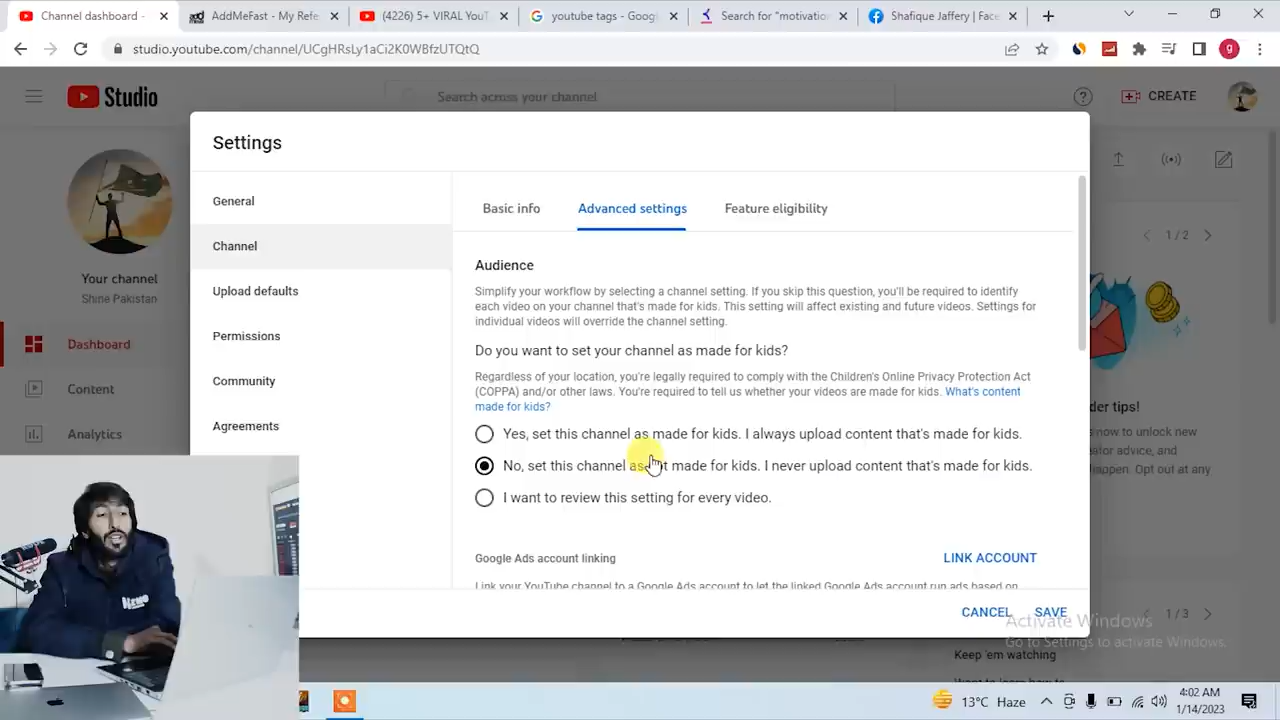 Channel dashboard -
AddMeFast - My Refe
(4226) 5+ VIRAL YouT
youtube tags - Googl
Search for "motivation
Shafique Jaffery | Face
studio.youtube.com/channel/UCgHRsLy1aCi2K0WBfzUTQtQ
g
Studio
Search across your channel
CREATE
Settings
Your channel
Shine Pakistan
Dashboard
Content
Analytics
General
Channel
Upload defaults
Permissions
Community
Agreements
Basic info
Advanced settings
Feature eligibility
Audience
Simplify your workflow by selecting a channel setting. If you skip this question, you'll be required to identify
each video on your channel that's made for kids. This setting will affect existing and future videos. Settings for
individual videos will override the channel setting.
Do you want to set your channel as made for kids?
Regardless of your location, you're legally required to comply with the Children's Online Privacy Protection Act
(COPPA) and/or other laws. You're required to tell us whether your videos are made for kids. What's content
made for kids?
Yes, set this channel as made for kids. I always upload content that's made for kids.
No, set this channel as not made for kids. I never upload content that's made for kids.
I want to review this setting for every video.
Google Ads account linking
LINK ACCOUNT
Link your YouTube channel to a Google Ads account to let the linked Google Ads account run ads based on
CANCEL
SAVE
1 / 2
der tips!
us now to enroll
ator advice, and
happen. Opt out at any
1 / 3
Keep 'em watching
Activate Windows
Go to Settings to activate Windows.
13°C Haze
4:02 AM
1/14/2023